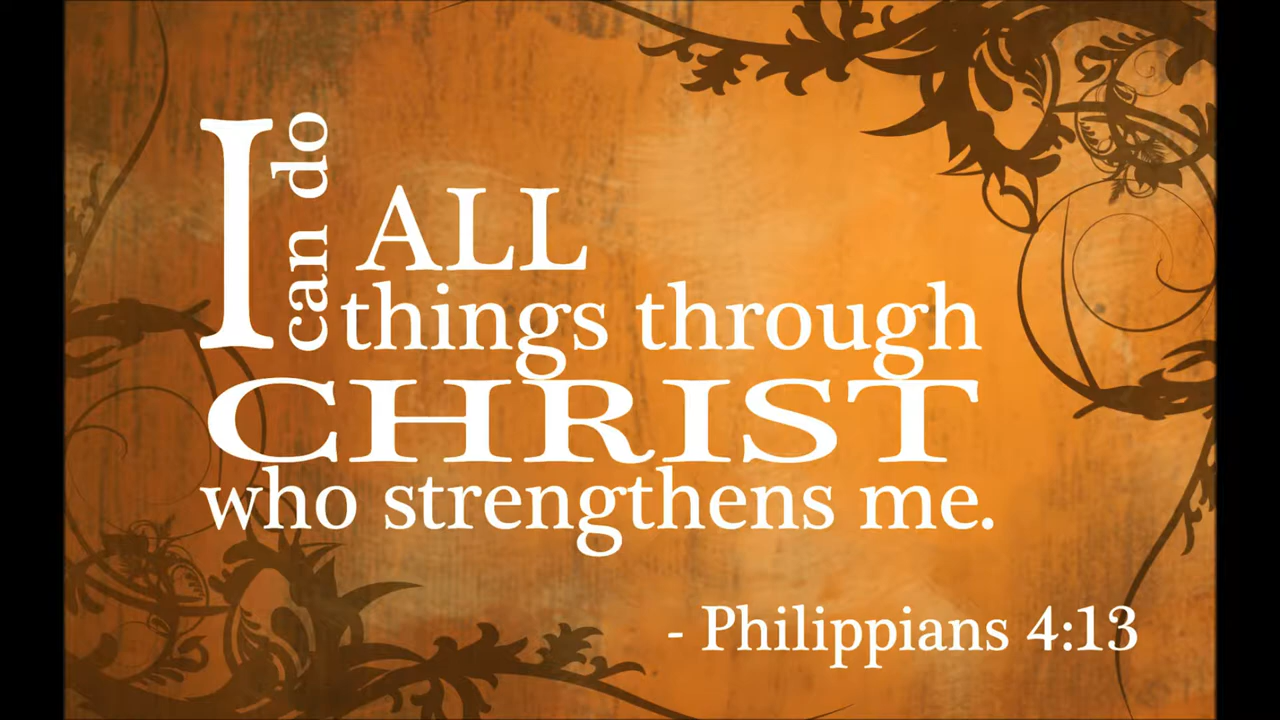 I can do ALL
things through
CHRIST
who strengthens me.
- Philippians 4:13